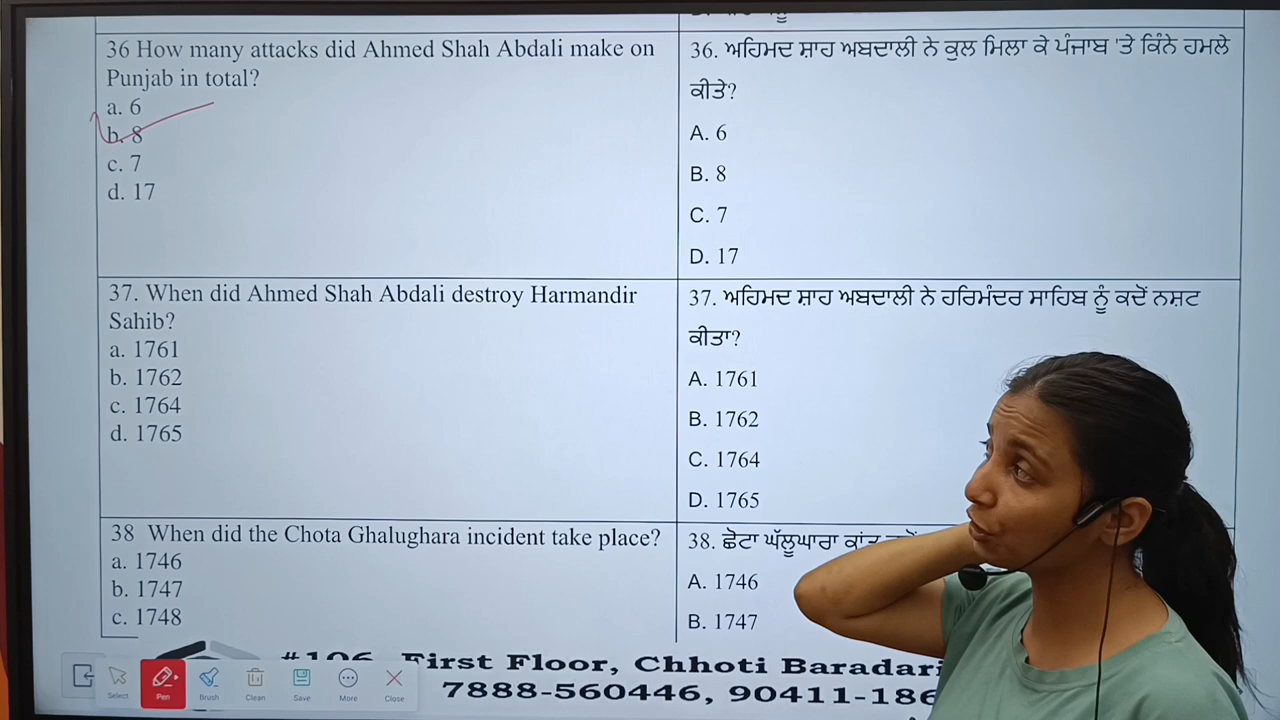 36 How many attacks did Ahmed Shah Abdali make on
Punjab in total?
a. 6
b. 8
c. 7
d. 17
36. ਅਹਿਮਦ ਸ਼ਾਹ ਅਬਦਾਲੀ ਨੇ ਕੁਲ ਮਿਲਾ ਕੇ ਪੰਜਾਬ 'ਤੇ ਕਿੰਨੇ ਹਮਲੇ
ਕੀਤੇ?
A. 6
B. 8
C. 7
D. 17
37. When did Ahmed Shah Abdali destroy Harmandir
Sahib?
a. 1761
b. 1762
c. 1764
d. 1765
37. ਅਹਿਮਦ ਸ਼ਾਹ ਅਬਦਾਲੀ ਨੇ ਹਰਿਮੰਦਰ ਸਾਹਿਬ ਨੂੰ ਕਦੋਂ ਨਸ਼ਟ
ਕੀਤਾ?
A. 1761
B. 1762
C. 1764
D. 1765
38 When did the Chota Ghalughara incident take place?
a. 1746
b. 1747
c. 1748
38. ਛੋਟਾ ਘੱਲੂਘਾਰਾ ਕਾਂਡ
A. 1746
B. 1747
#106, First Floor, Chhoti Baradari
7888-560446, 90411-186
Select
Pen
Brush
Clean
Save
More
Close